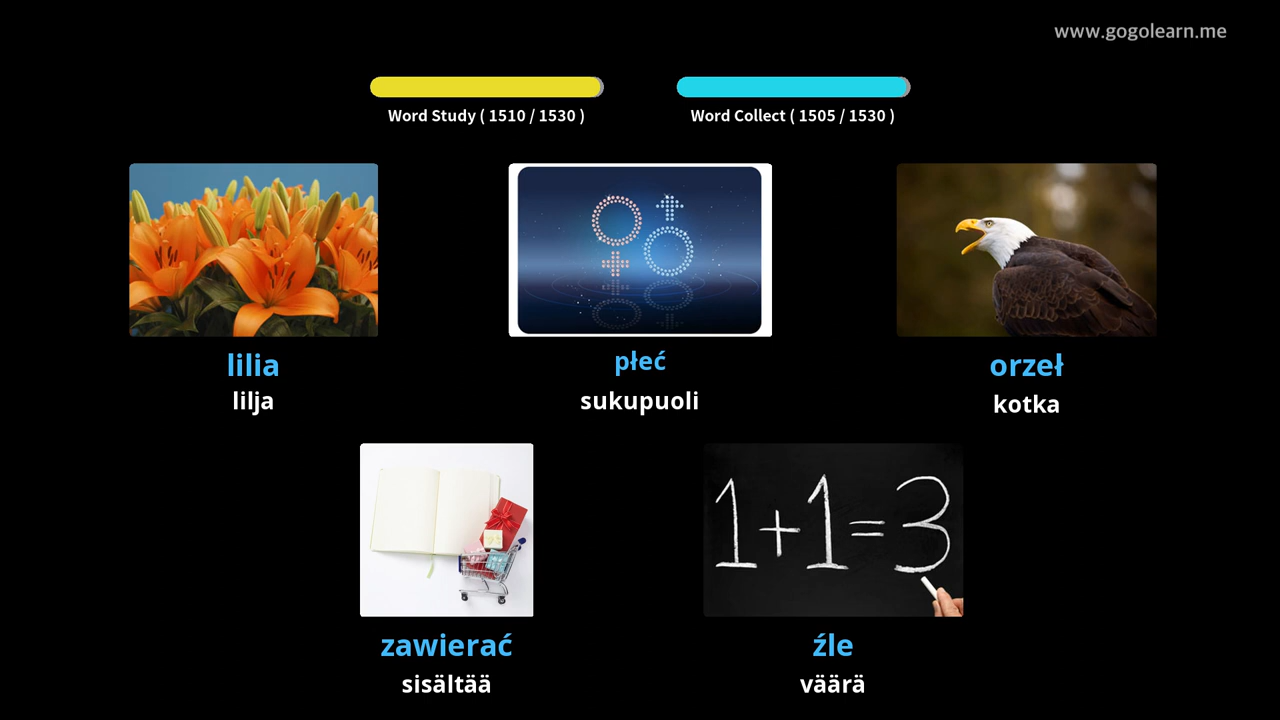 www.gogolearn.me
Word Study ( 1510 / 1530 )
Word Collect ( 1505 / 1530 )
lilia
lilja
płeć
sukupuoli
orzeł
kotka
1+1=3
zawierać
sisältää
źle
väärä